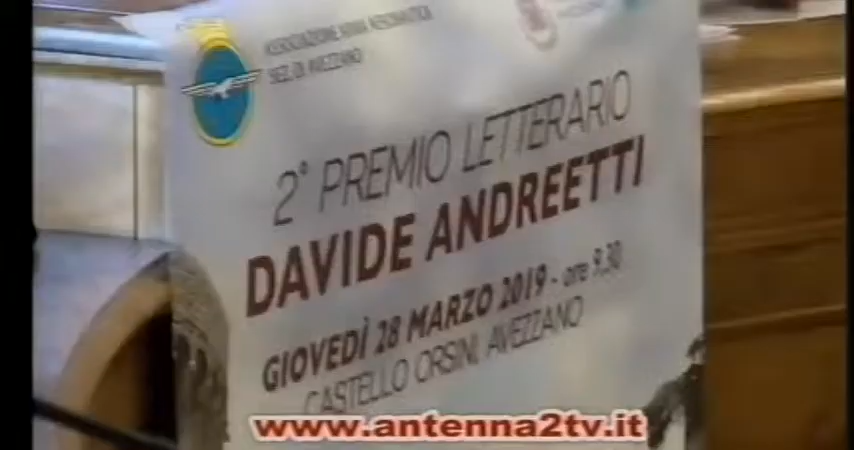 ASSOCIAZIONE ARMA AERONAUTICA
SEZ. DI AVEZZANO
2° PREMIO LETTERARIO
DAVIDE ANDREETTI
GIOVEDÌ 28 MARZO 2019 - ore 9.30
CASTELLO ORSINI, AVEZZANO
www.antenna2tv.it